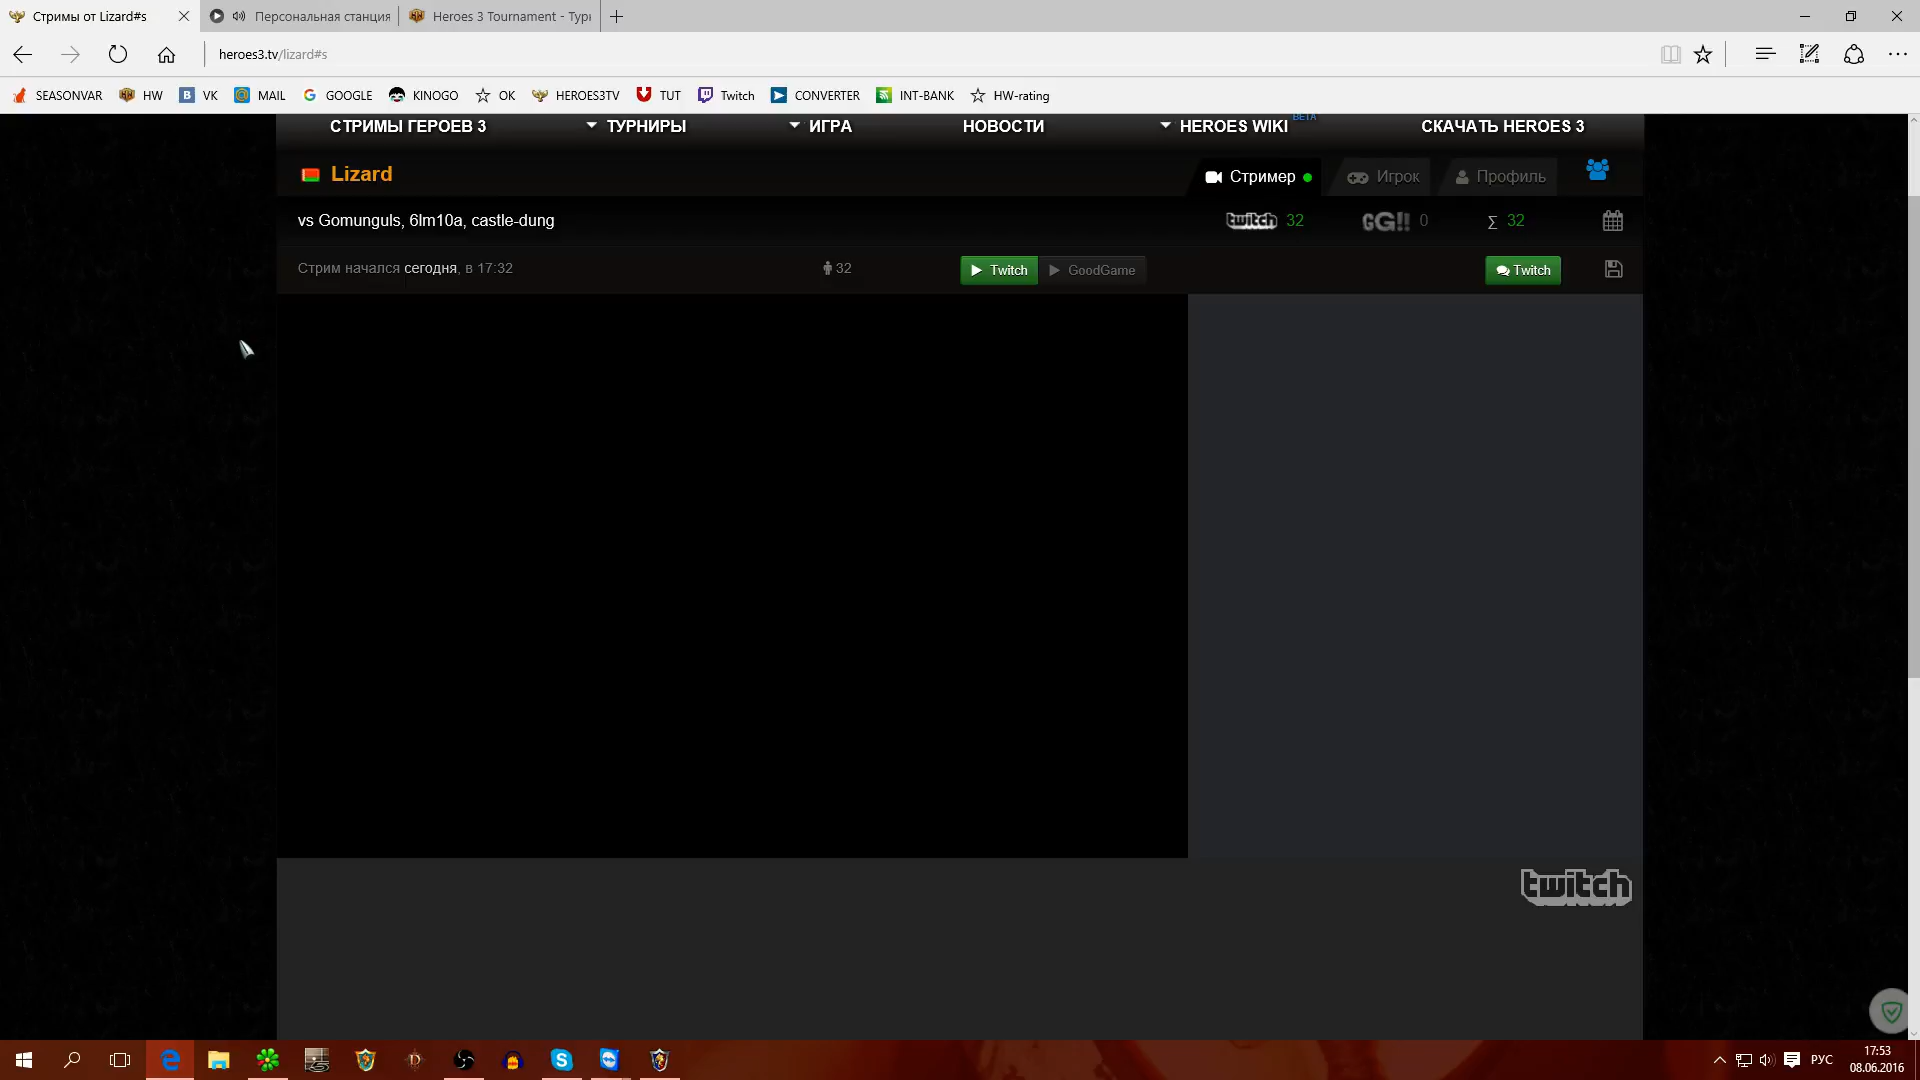 Стримы от Lizard#s
Персональная станция
Heroes 3 Tournament - Тур
heroes3.tv/lizard#s
SEASONVAR HW VK MAIL GOOGLE KINOGO OK HEROES3TV TUT Twitch CONVERTER INT-BANK HW-rating
СТРИМЫ ГЕРОЕВ 3 ТУРНИРЫ ИГРА НОВОСТИ HEROES WIKI BETA СКАЧАТЬ HEROES 3
Lizard
Стример Игрок Профиль
vs Gomunguls, 6lm10a, castle-dung
twitch 32 GG!! 0 ∑ 32
Стрим начался сегодня, в 17:32
32
Twitch GoodGame
Twitch
twitch
РУС
17:53
08.06.2016